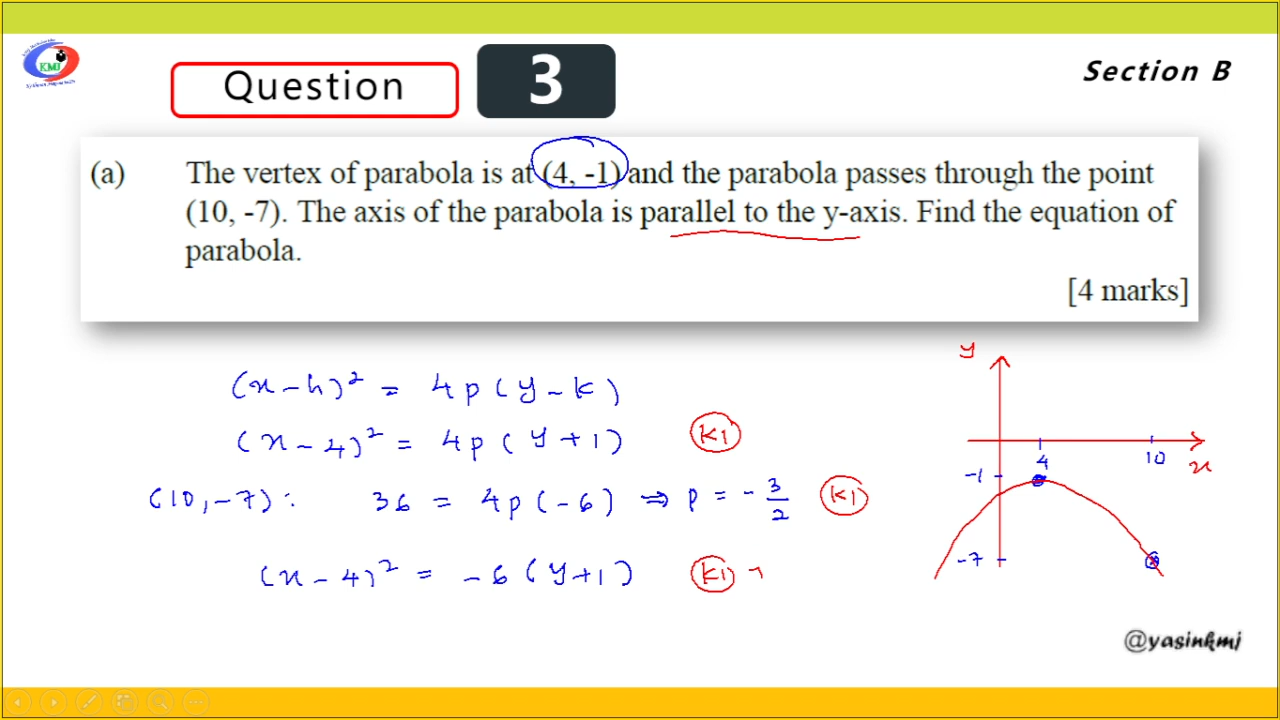 KMJ
Question
3
Section B
(a) The vertex of parabola is at (4, -1) and the parabola passes through the point
(10, -7). The axis of the parabola is parallel to the y-axis. Find the equation of
parabola.
[4 marks]
(x - h)² = 4p(y - k)
(x - 4)² = 4p(y + 1) K1
(10, -7): 36 = 4p(-6) ⇒ p = -3/2 K1
(x - 4)² = -6(y + 1) K1
y
4
10
x
-1
-7
@yasinkmj